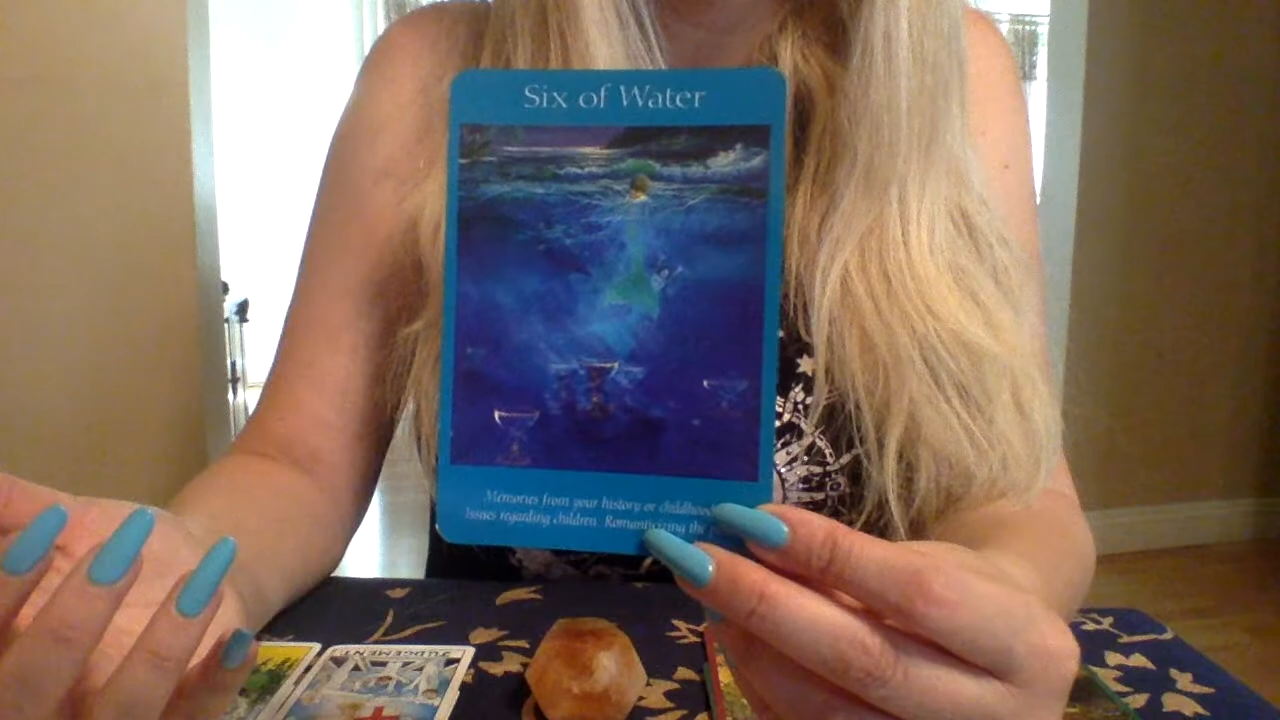 Six of Water
Memories from your history or childhood
Issues regarding children. Romanticizing the
JUDGEMENT